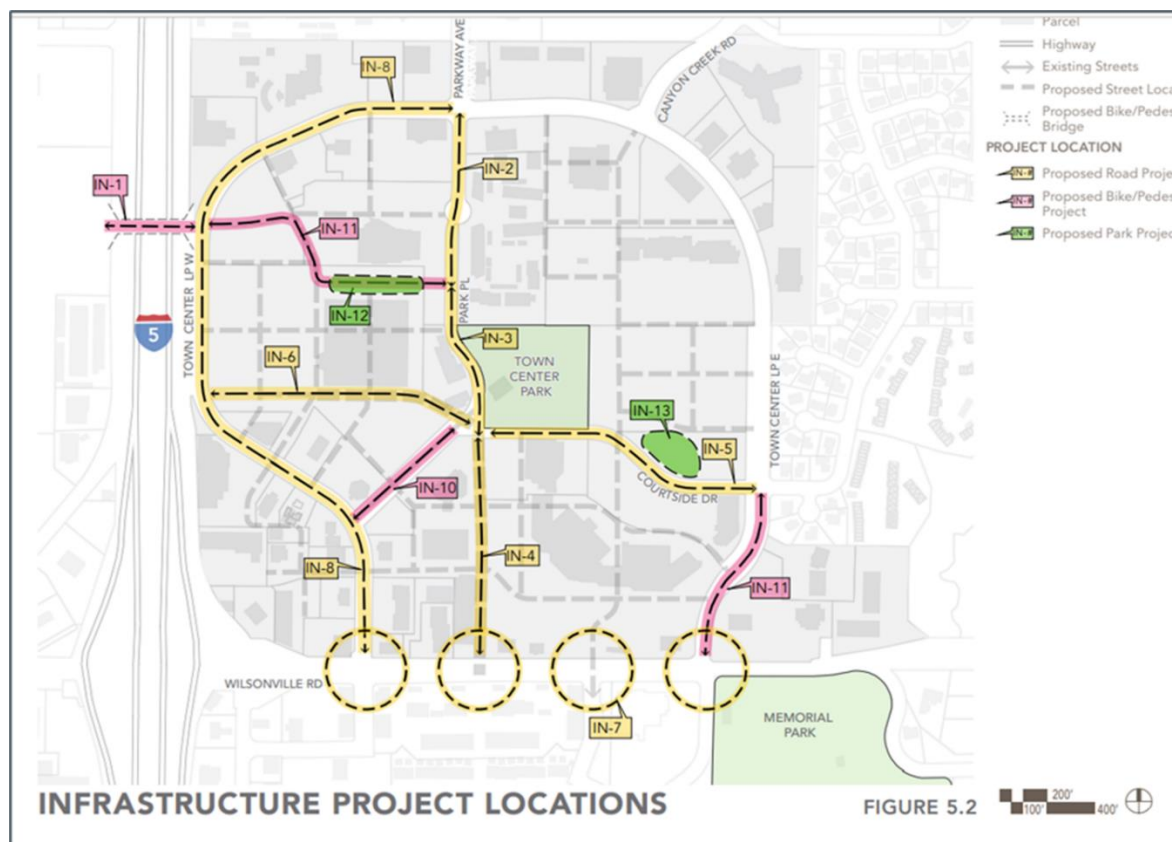 Parcel
Highway
Existing Streets
Proposed Street Loca
Proposed Bike/Pedes
Bridge
PROJECT LOCATION
IN-# Proposed Road Proje
IN-# Proposed Bike/Pedes
Project
IN-# Proposed Park Proje
IN-8
PARKWAY AVE
CANYON CREEK RD
IN-2
IN-1
IN-11
TOWN CENTER LP W
5
IN-12
PARK PL
IN-3
TOWN
CENTER
PARK
IN-6
TOWN CENTER LP E
IN-13
IN-5
COURTSIDE DR
IN-10
IN-4
IN-8
IN-11
WILSONVILLE RD
IN-7
MEMORIAL
PARK
INFRASTRUCTURE PROJECT LOCATIONS
FIGURE 5.2
200'
100' 400'